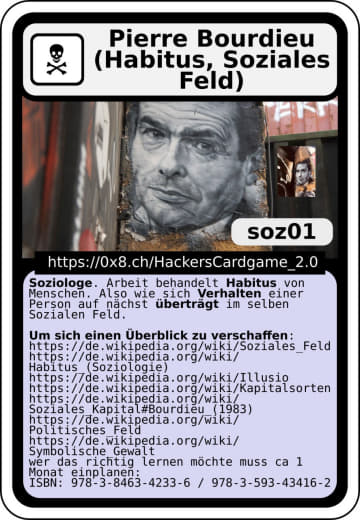 Pierre Bourdieu
(Habitus, Soziales
Feld)
soz01
https://0x8.ch/HackersCardgame_2.0
Soziologe. Arbeit behandelt Habitus von
Menschen. Also wie sich Verhalten einer
Person auf nächst überträgt im selben
Sozialen Feld.
Um sich einen Überblick zu verschaffen:
https://de.wikipedia.org/wiki/Soziales_Feld
https://de.wikipedia.org/wiki/
Habitus_(Soziologie)
https://de.wikipedia.org/wiki/Illusio
https://de.wikipedia.org/wiki/Kapitalsorten
https://de.wikipedia.org/wiki/
Soziales_Kapital#Bourdieu_(1983)
https://de.wikipedia.org/wiki/
Politisches_Feld
https://de.wikipedia.org/wiki/
Symbolische_Gewalt
wer das richtig lernen möchte muss ca 1
Monat einplanen:
ISBN: 978-3-8463-4233-6 / 978-3-593-43416-2